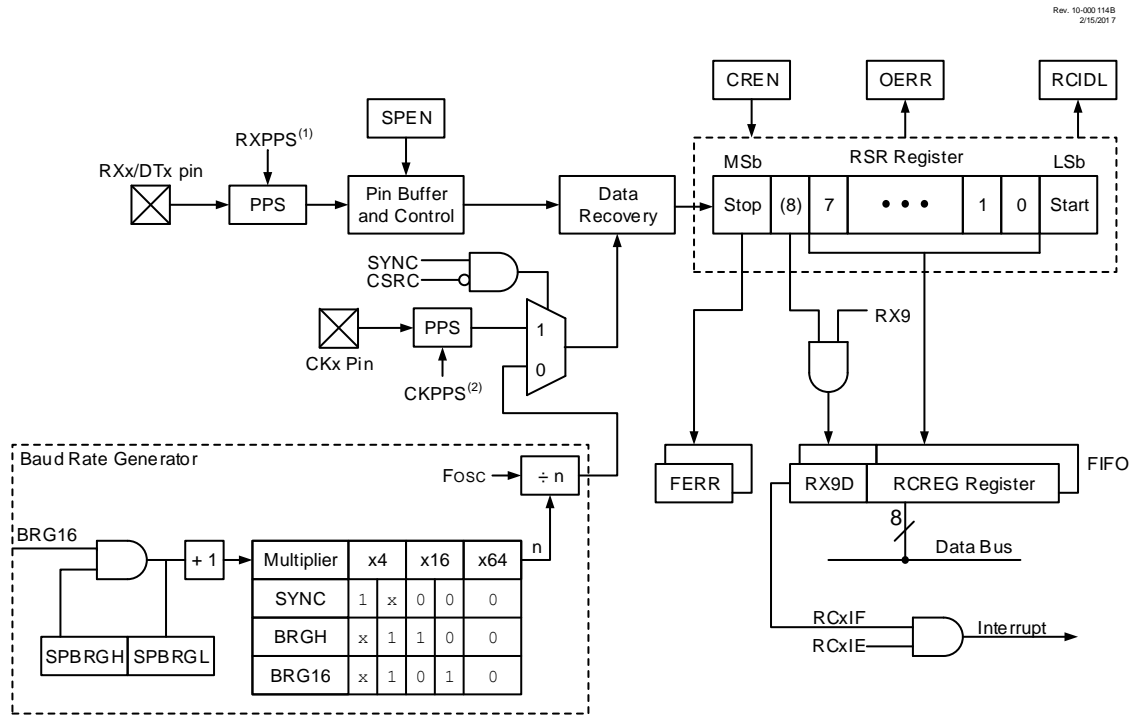 Rev. 10-000 114B
2/15/201 7
CREN
OERR
RCIDL
SPEN
RXPPS(1)
RXx/DTx pin
PPS
Pin Buffer
and Control
Data
Recovery
MSb
RSR Register
LSb
Stop (8) 7 • • • 1 0 Start
SYNC
CSRC
PPS
CKx Pin
CKPPS(2)
1
0
RX9
Baud Rate Generator
FOSC
÷ n
FERR
RX9D
RCREG Register
FIFO
8
Data Bus
BRG16
+ 1
n
Multiplier x4 x16 x64
SYNC 1 x 0 0 0
BRGH x 1 1 0 0
BRG16 x 1 0 1 0
SPBRGH SPBRGL
RCxIF
RCxIE
Interrupt